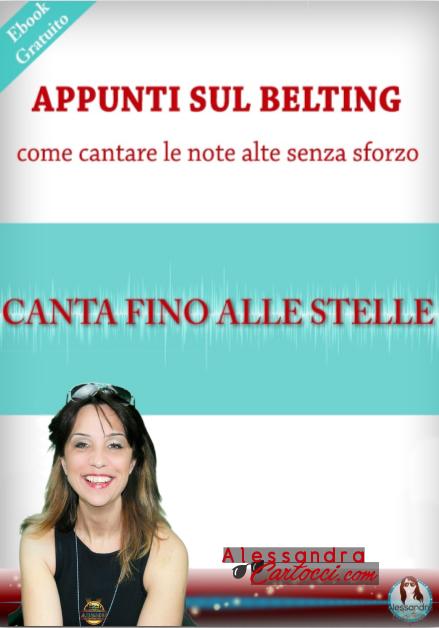 Ebook
Gratuito
APPUNTI SUL BELTING
come cantare le note alte senza sforzo
CANTA FINO ALLE STELLE
Alessandra
Cartocci.com
Alessandra